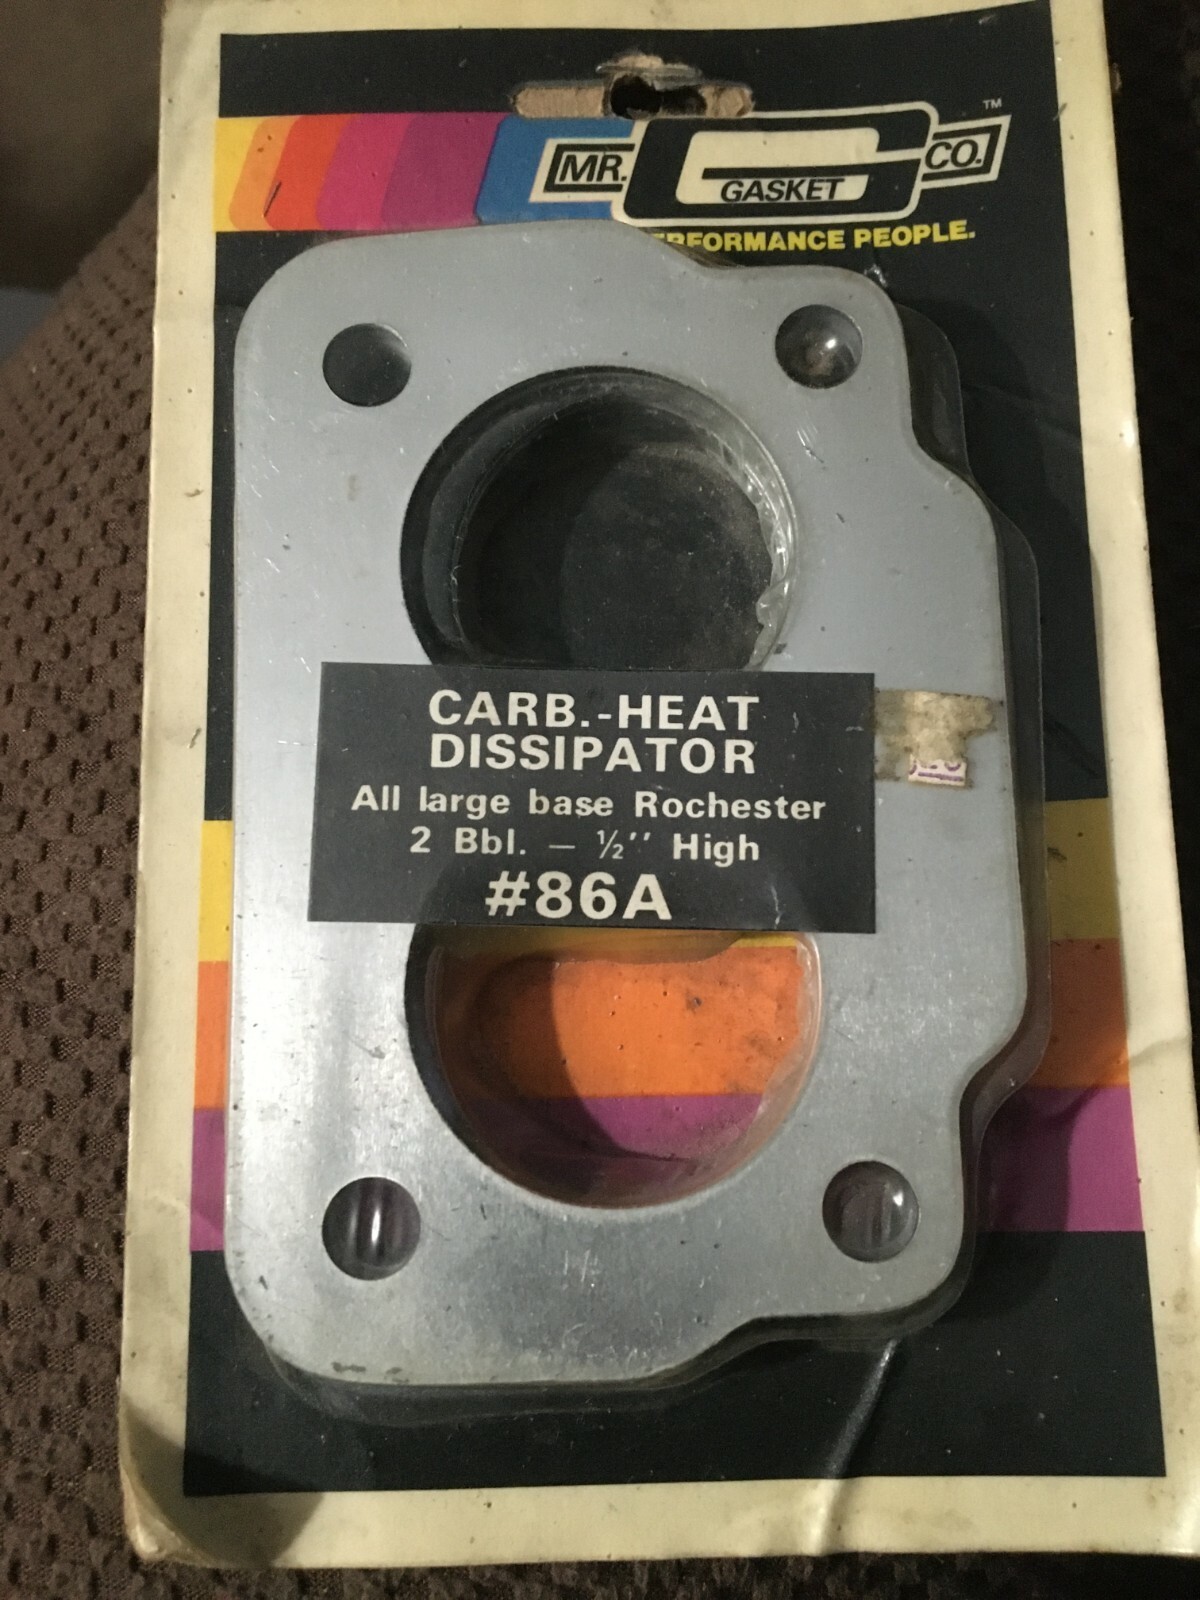 MR. GASKET CO.™
PERFORMANCE PEOPLE.
CARB.-HEAT
DISSIPATOR
All large base Rochester
2 Bbl. — ½" High
#86A